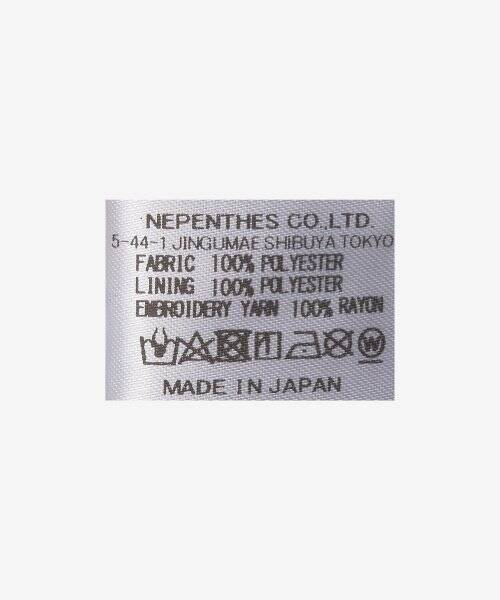 NEPENTHES CO.,LTD.
5-44-1 JINGUMAE SHIBUYA TOKYO
FABRIC 100% POLYESTER
LINING 100% POLYESTER
EMBROIDERY YARN 100% RAYON
W
MADE IN JAPAN